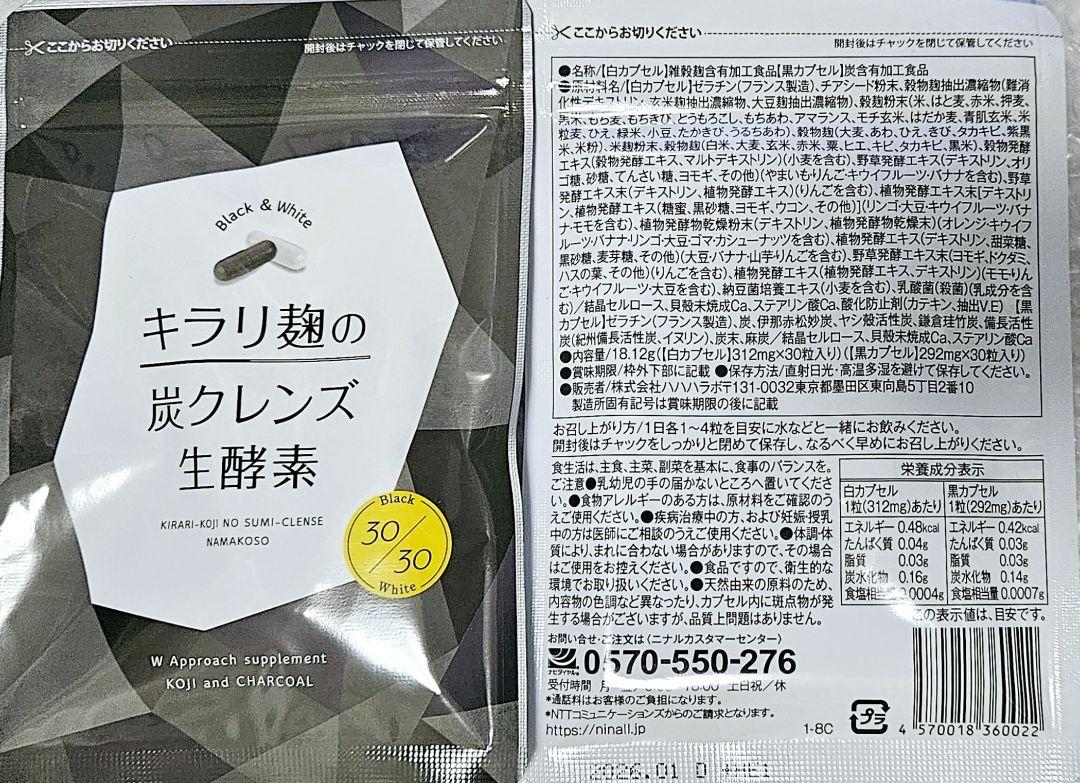 ここからお切りください
開封後はチャックを閉じて保管してください。
Black & White
キラリ麹の
炭クレンズ
生酵素
KIRARI-KOJI NO SUMI-CLENSE
NAMAKOSO
Black
30/30
White
W Approach supplement
KOJI and CHARCOAL
ここからお切りください
開封後はチャックを閉じて保管してください。
●名称/【白カプセル】雑穀麹含有加工食品【黒カプセル】炭含有加工食品
●原材料名/【白カプセル】ゼラチン(フランス製造)、チアシード粉末、穀物麹抽出濃縮物(難消
化性デキストリン、玄米麹抽出濃縮物、大豆麹抽出濃縮物)、穀麹粉末(米、はと麦、赤米、押麦、
黒米、もち麦、もちきび、とうもろこし、もちあわ、アマランス、モチ玄米、はだか麦、青肌玄米、米
粒麦、ひえ、緑米、小豆、たかきび、うるちあわ)、穀物麹(大麦、あわ、ひえ、きび、タカキビ、紫黒
米、米粉)、米麹粉末、穀物麹(白米、大麦、玄米、赤米、粟、ヒエ、キビ、タカキビ、黒米)、穀物発酵
エキス(穀物発酵エキス、マルトデキストリン)(小麦を含む)、野草発酵エキス(デキストリン、オリ
ゴ糖、砂糖、てんさい糖、ヨモギ、その他)(やまいも・りんご・キウイフルーツ・バナナを含む)、野草
発酵エキス末(デキストリン、植物発酵エキス)(りんごを含む)、植物発酵エキス末[デキストリ
ン、植物発酵エキス(糖蜜、黒砂糖、ヨモギ、ウコン、その他)](リンゴ・大豆・キウイフルーツ・バナ
ナ・モモを含む)、植物発酵物乾燥粉末(デキストリン、植物発酵物乾燥末)(オレンジ・キウイフ
ルーツ・バナナ・リンゴ・大豆・ゴマ・カシューナッツを含む)、植物発酵エキス(デキストリン、甜菜糖、
黒砂糖、麦芽糖、その他)(大豆・バナナ・山芋りんごを含む)、野草発酵エキス末(ヨモギ、ドクダミ、
ハスの葉、その他)(りんごを含む)、植物発酵エキス(植物発酵エキス、デキストリン)(モモ・りん
ご・キウイフルーツ・大豆を含む)、納豆菌培養エキス(小麦を含む)、乳酸菌(殺菌)(乳成分を含
む)/結晶セルロース、貝殻未焼成Ca、ステアリン酸Ca、酸化防止剤(カテキン、抽出V.E)【黒
カプセル】ゼラチン(フランス製造)、炭、伊那赤松妙炭、ヤシ殻活性炭、鎌倉珪竹炭、備長活性
炭(紀州備長活性炭、イヌリン)、炭末、麻炭/結晶セルロース、貝殻未焼成Ca、ステアリン酸Ca
●内容量/18.12g(【白カプセル】312mg×30粒入り)(【黒カプセル】292mg×30粒入り)
●賞味期限/枠外下部に記載 ●保存方法/直射日光・高温多湿を避けて保存してください。
●販売者/株式会社ハハハラボ〒131-0032東京都墨田区東向島5丁目2番10
製造所固有記号は賞味期限の後に記載
お召し上がり方/1日各1～4粒を目安に水などと一緒にお飲みください。
開封後はチャックをしっかりと閉めて保存し、なるべく早めにお召し上がりください。
食生活は、主食、主菜、副菜を基本に、食事のバランスを。
ご注意●乳幼児の手の届かないところへ置いてくださ
い。●食物アレルギーのある方は、原材料をご確認のう
えご使用ください。●疾病治療中の方、および妊娠・授乳
中の方は医師にご相談のうえご使用ください。●体調・体
質により、まれに合わない場合がありますので、その場合
はご使用をお控えください。●食品ですので、衛生的な
環境でお取り扱いください。●天然由来の原料のため、
内容物の色調など異なったり、カプセル内に斑点物が発
生する場合がございますが、品質上問題はありません。
栄養成分表示
白カプセル 黒カプセル
1粒(312mg)あたり 1粒(292mg)あたり
エネルギー 0.48kcal エネルギー 0.42kcal
たんぱく質 0.04g たんぱく質 0.03g
脂質 0.03g 脂質 0.03g
炭水化物 0.16g 炭水化物 0.14g
食塩相当量 0.0004g 食塩相当量 0.0007g
この表示値は、目安です。
お問い合せ・ご注文は〈ニナルカスタマーセンター〉
ナビダイヤル 0570-550-276
受付時間 月 18:00 土日祝/休
*通話料はお客様のご負担になります。
*NTTコミュニケーションズからのご請求となります。
https://ninall.jp
1-8C
プラ
4 570018 360022
2026.01